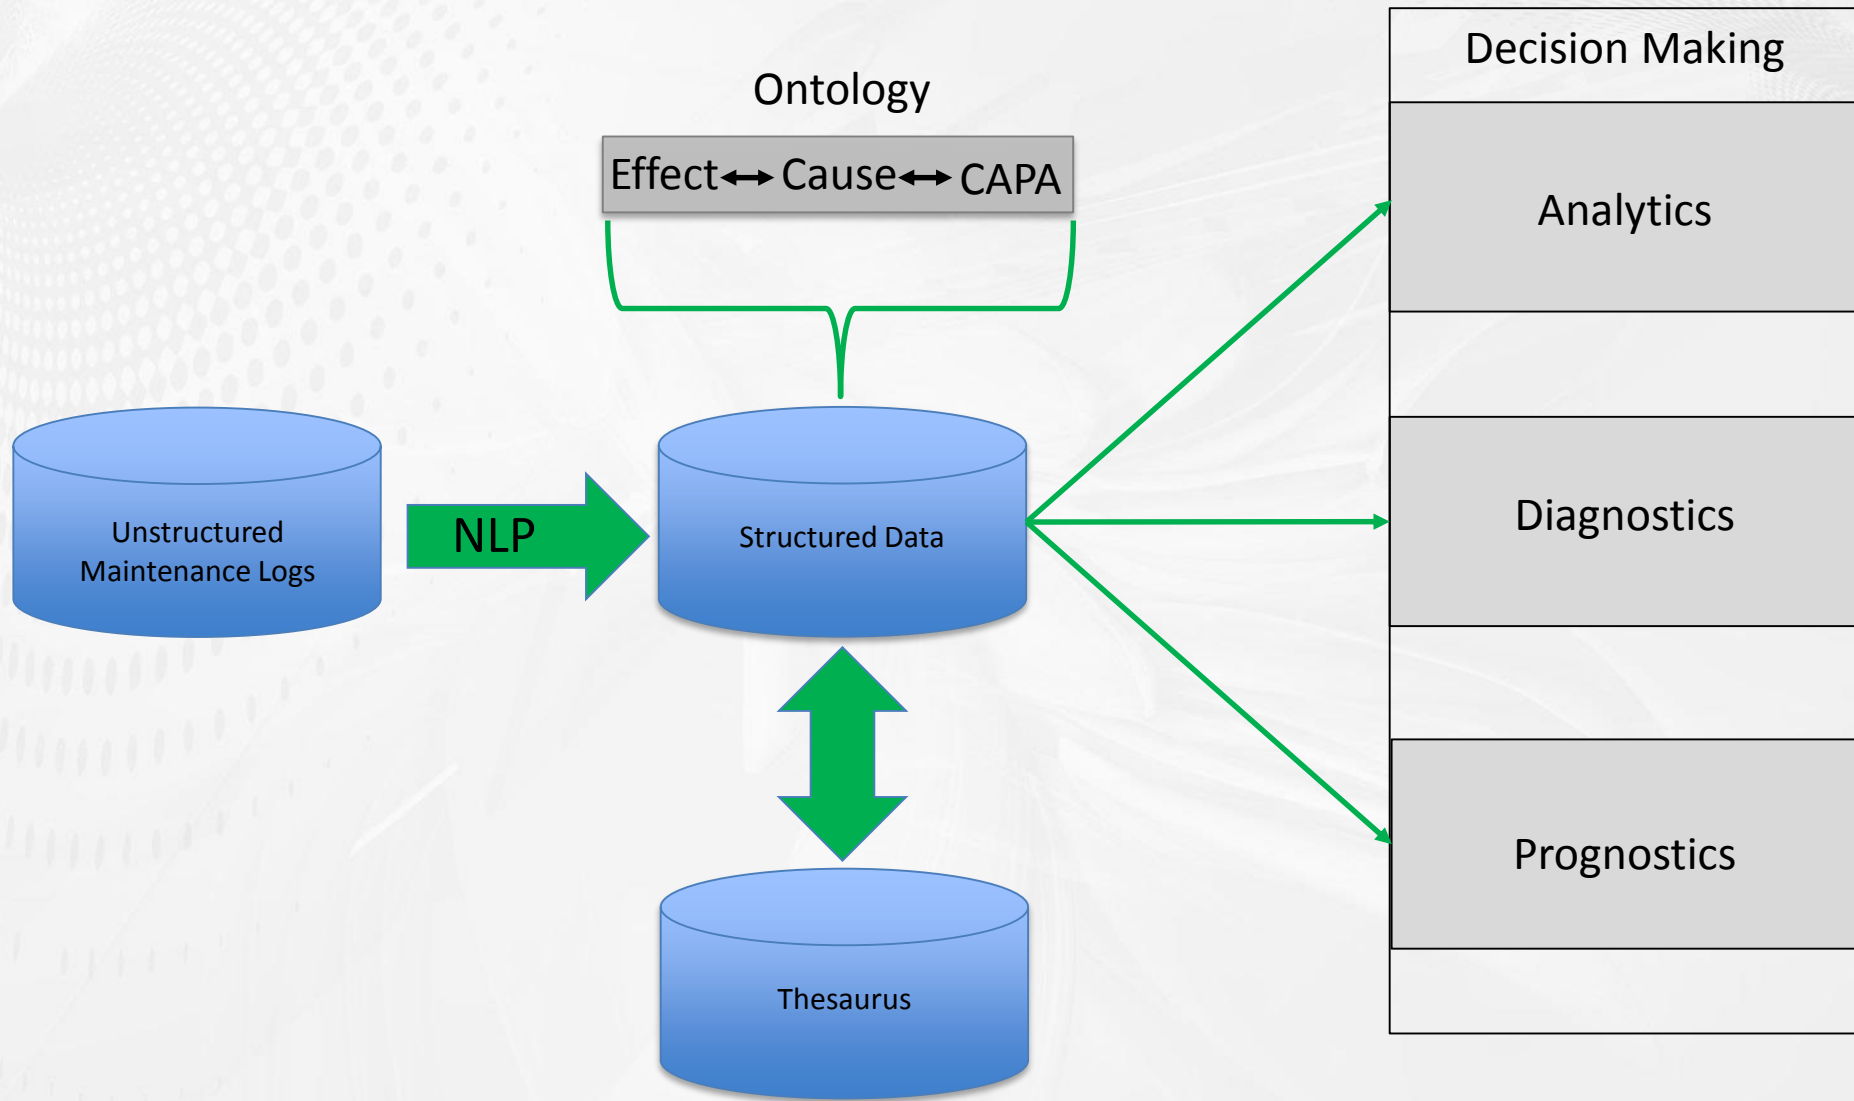 Decision Making
Ontology
Effect Cause CAPA
Analytics
Unstructured
Maintenance Logs
NLP
Structured Data
Diagnostics
Prognostics
Thesaurus